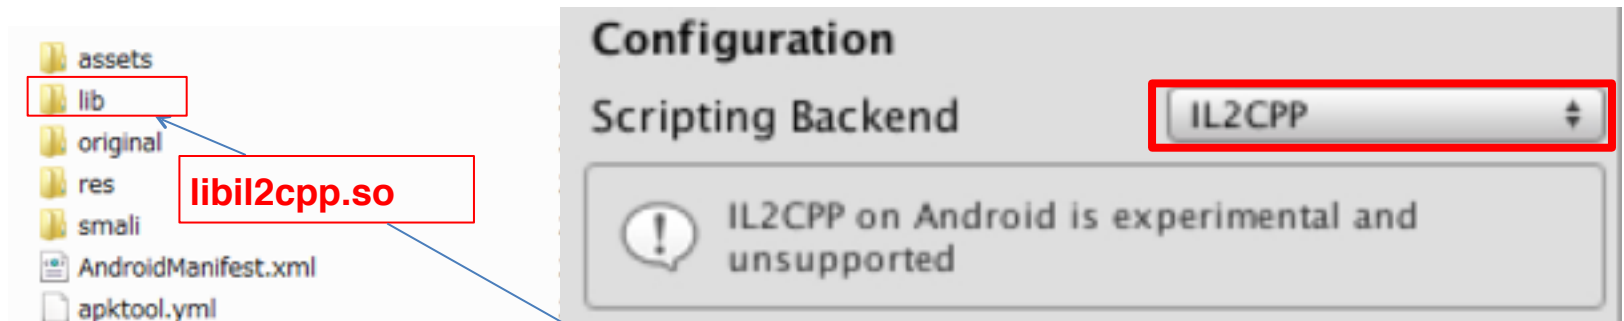 assets
lib
original
res
smali
AndroidManifest.xml
apktool.yml
libil2cpp.so
Configuration
Scripting Backend
IL2CPP
IL2CPP on Android is experimental and
unsupported